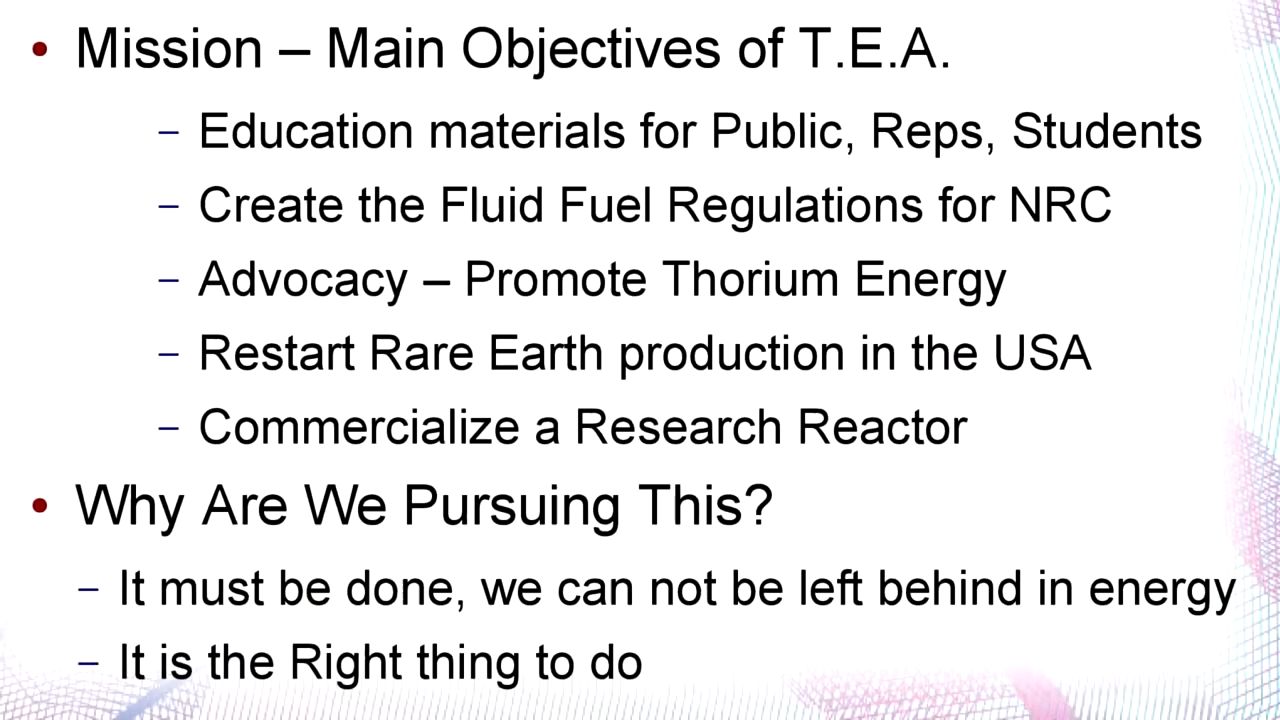 • Mission – Main Objectives of T.E.A.
– Education materials for Public, Reps, Students
– Create the Fluid Fuel Regulations for NRC
– Advocacy – Promote Thorium Energy
– Restart Rare Earth production in the USA
– Commercialize a Research Reactor
• Why Are We Pursuing This?
– It must be done, we can not be left behind in energy
– It is the Right thing to do